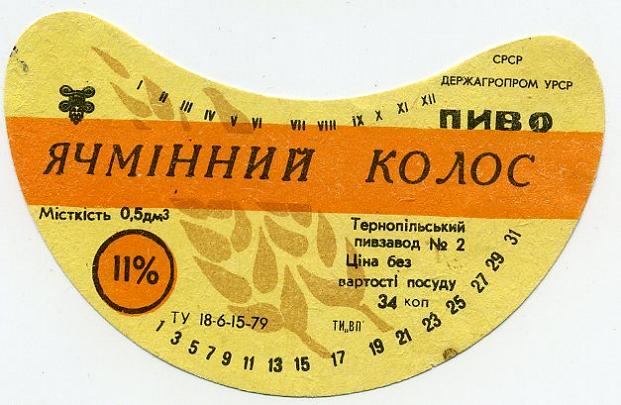 СРСР
ДЕРЖАГРОПРОМ УРСР
I II III IV V VI VII VIII IX X XI XII
ПИВО
ЯЧМІННИЙ КОЛОС
Місткість 0,5дм³
Тернопільський
пивзавод № 2
Ціна без
вартості посуду
34 коп
11%
ТУ 18-6-15-79
ТИ„ВП"
1 3 5 7 9 11 13 15 17 19 21 23 25 27 29 31